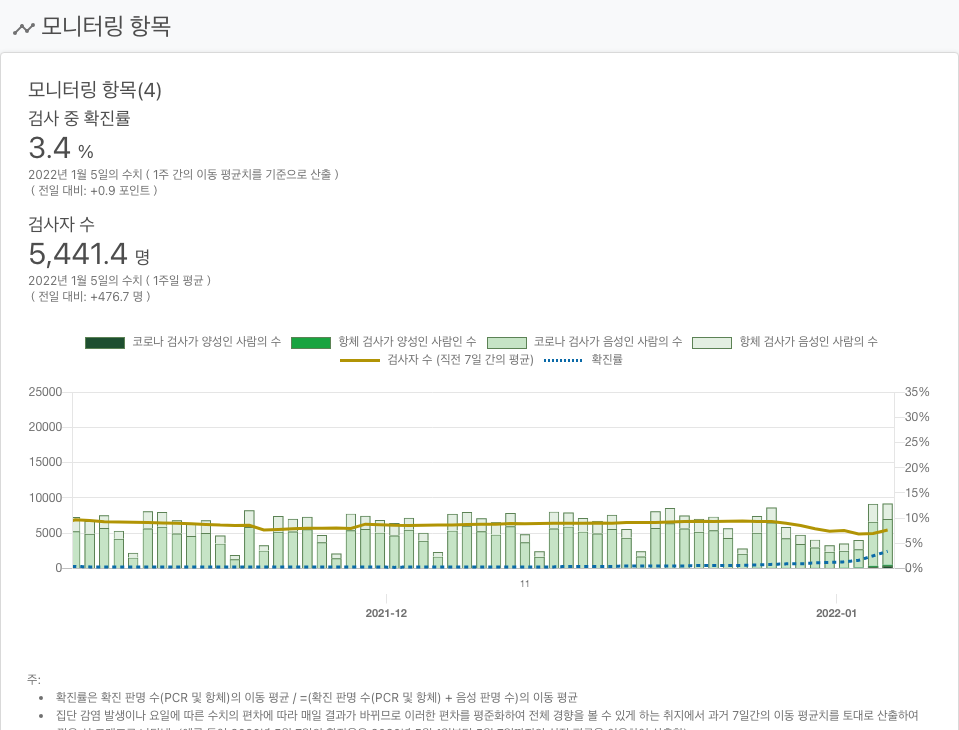 모니터링 항목
모니터링 항목(4)
검사 중 확진률
3.4 %
2022년 1월 5일의 수치 ( 1주 간의 이동 평균치를 기준으로 산출 )
( 전일 대비: +0.9 포인트 )
검사자 수
5,441.4 명
2022년 1월 5일의 수치 ( 1주일 평균 )
( 전일 대비: +476.7 명 )
코로나 검사가 양성인 사람의 수 항체 검사가 양성인 사람인 수 코로나 검사가 음성인 사람의 수 항체 검사가 음성인 사람의 수
검사자 수 (직전 7일 간의 평균) 확진률
25000 35%
30%
20000
25%
15000
20%
10000 15%
10%
5000
5%
0 0%
11
2021-12 2022-01
주:
확진률은 확진 판명 수(PCR 및 항체)의 이동 평균 / =(확진 판명 수(PCR 및 항체) + 음성 판명 수)의 이동 평균
집단 감염 발생이나 요일에 따른 수치의 편차에 따라 매일 결과가 바뀌므로 이러한 편차를 평준화하여 전체 경향을 볼 수 있게 하는 취지에서 과거 7일간의 이동 평균치를 토대로 산출하여